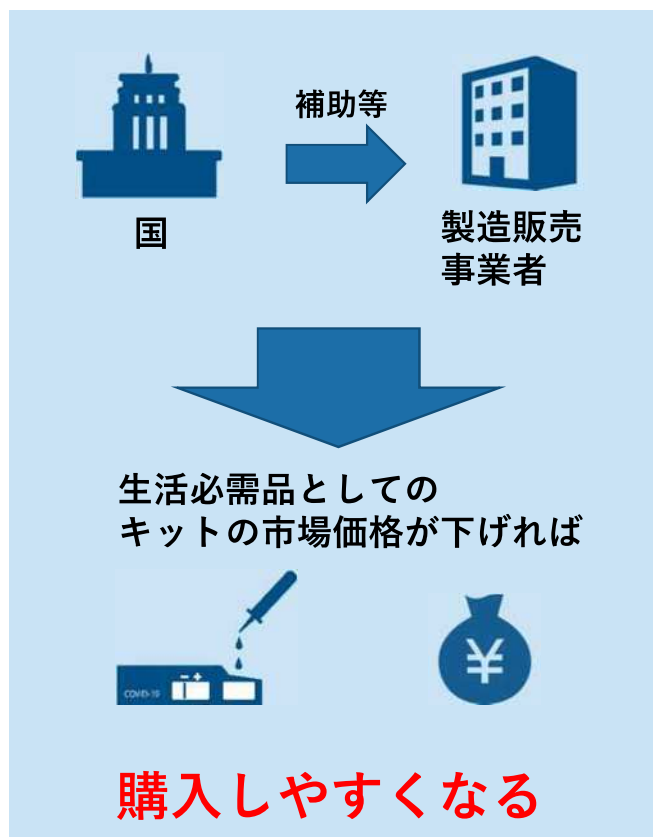 補助等
国
製造販売
事業者
生活必需品としての
キットの市場価格が下げれば
COVID-19
- +
¥
購入しやすくなる